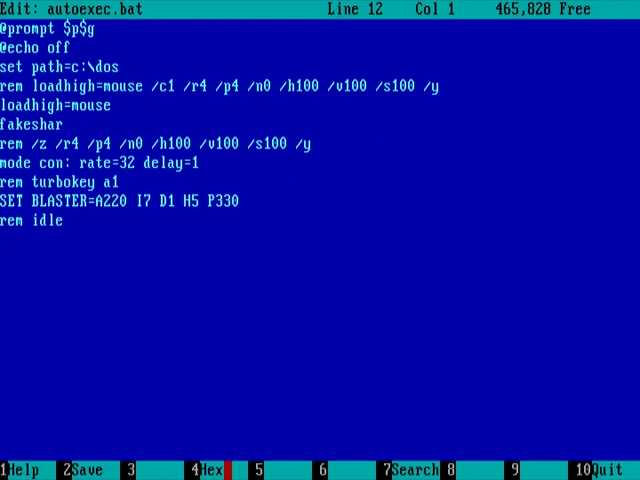 Edit: autoexec.bat Line 12 Col 1 465,828 Free
@prompt $p$g
@echo off
set path=c:\dos
rem loadhigh=mouse /c1 /r4 /p4 /n0 /h100 /v100 /s100 /y
loadhigh=mouse
fakeshar
rem /z /r4 /p4 /n0 /h100 /v100 /s100 /y
mode con: rate=32 delay=1
rem turbokey a1
SET BLASTER=A220 I7 D1 H5 P330
rem idle
1Help 2Save 3 4Hex 5 6 7Search 8 9 10Quit